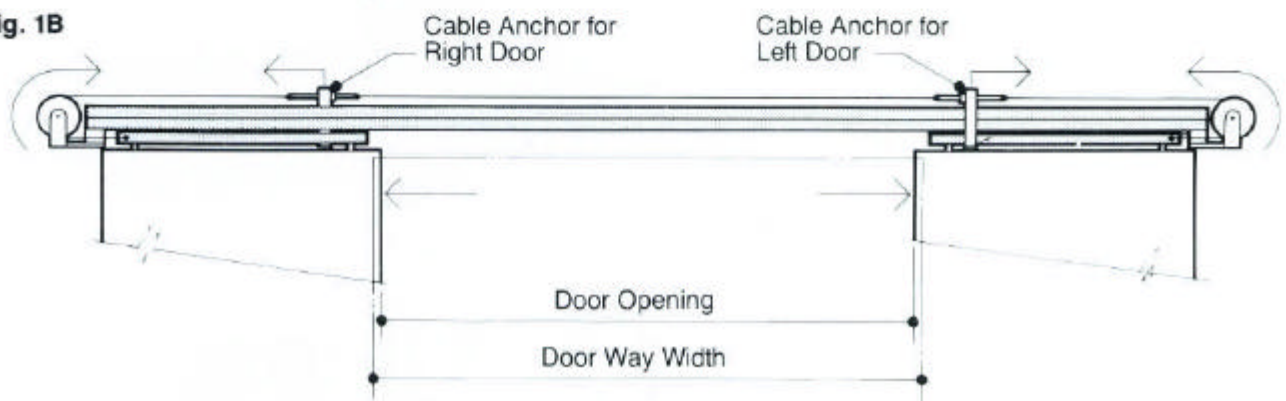 ig. 1B
Cable Anchor for
Right Door
Cable Anchor for
Left Door
Door Opening
Door Way Width